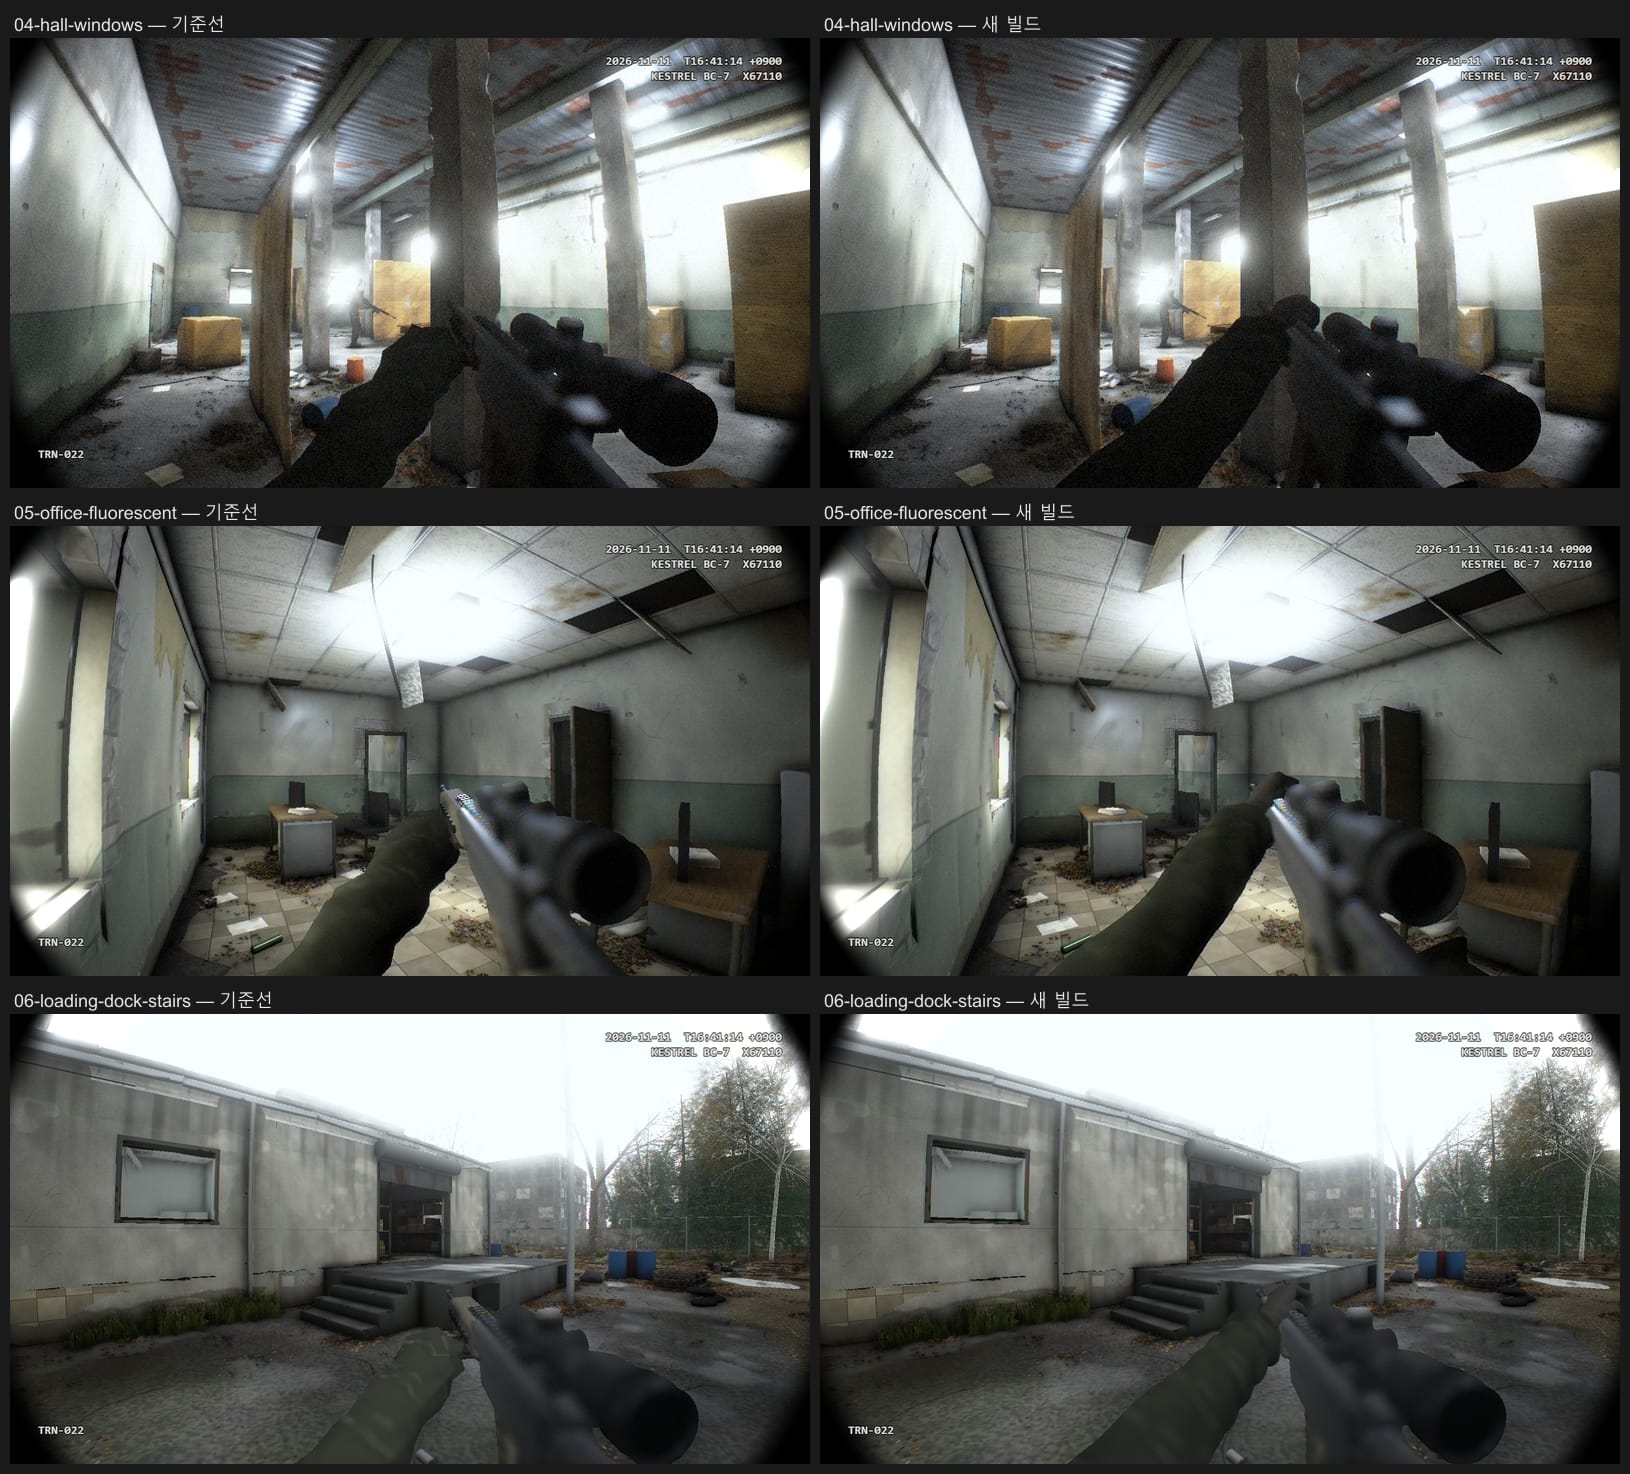 04-hall-windows — 기준선
04-hall-windows — 새 빌드
2026-11-11 T16:41:14 +0900
KESTREL BC-7 X67110
TRN-022
2026-11-11 T16:41:14 +0900
KESTREL BC-7 X67110
TRN-022
05-office-fluorescent — 기준선
05-office-fluorescent — 새 빌드
2026-11-11 T16:41:14 +0900
KESTREL BC-7 X67110
TRN-022
2026-11-11 T16:41:14 +0900
KESTREL BC-7 X67110
TRN-022
06-loading-dock-stairs — 기준선
06-loading-dock-stairs — 새 빌드
2026-11-11 T16:41:14 +0900
KESTREL BC-7 X67110
TRN-022
2026-11-11 T16:41:14 +0900
KESTREL BC-7 X67110
TRN-022